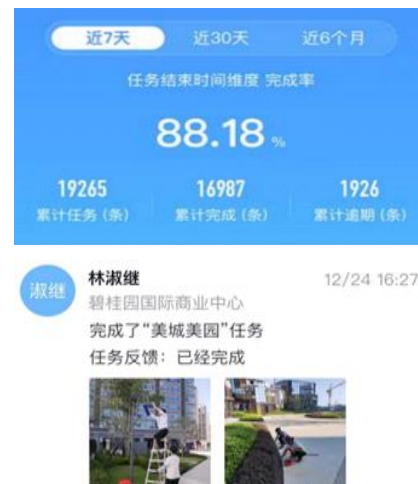 近7天 近30天 近6个月
任务结束时间维度 完成率
88.18 %
19265 16987 1926
累计任务 (条) 累计完成 (条) 累计逾期 (条)
淑继
林淑继 12/24 16:27
碧桂园国际商业中心
完成了“美城美园”任务
任务反馈：已经完成